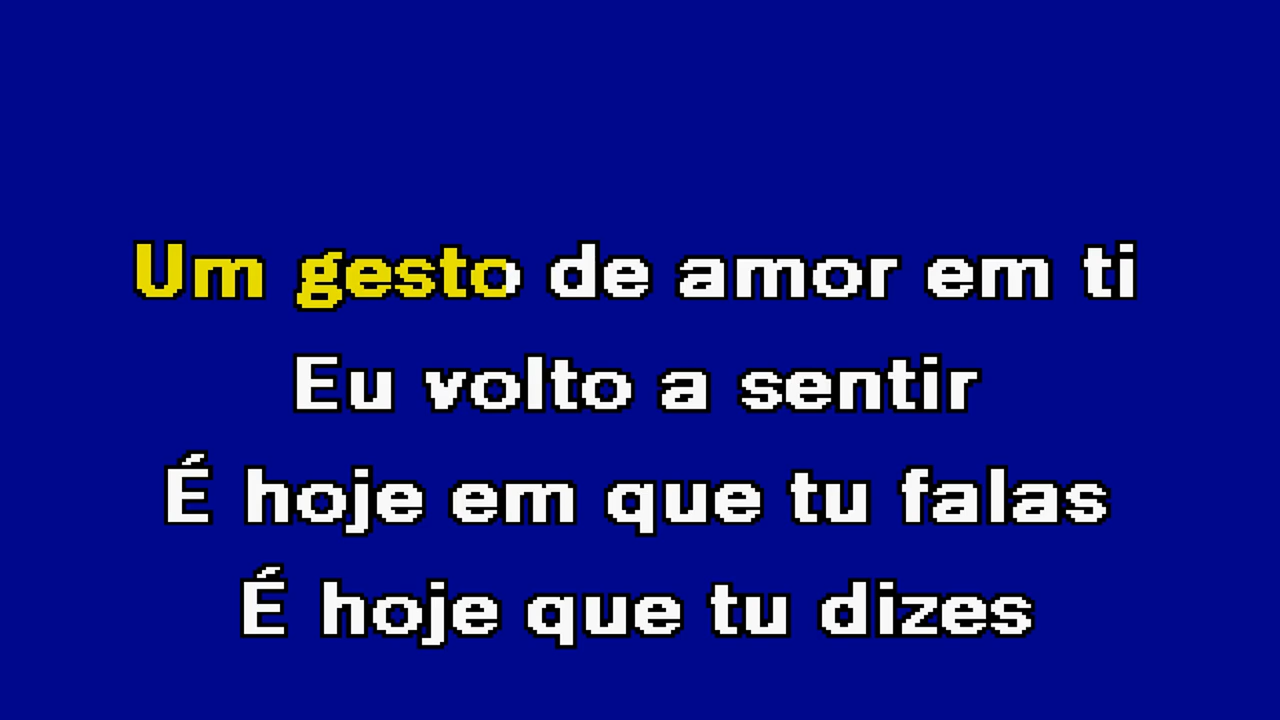 Um gesto de amor em ti
Eu volto a sentir
É hoje em que tu falas
É hoje que tu dizes